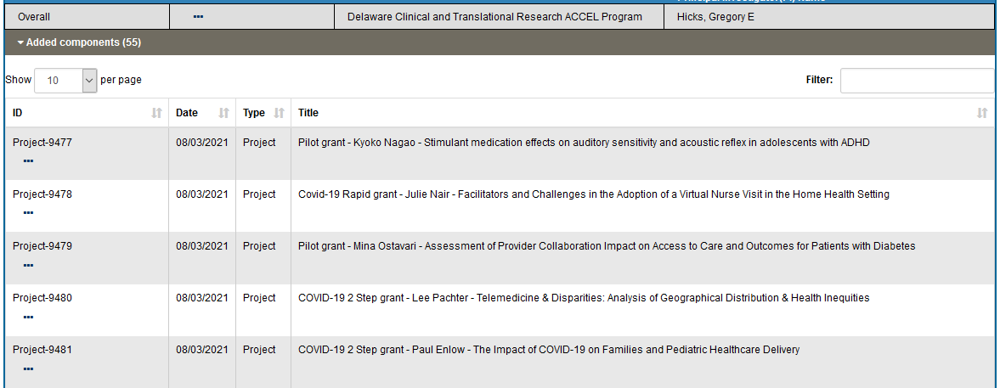 Overall ••• Delaware Clinical and Translational Research ACCEL Program Hicks, Gregory E
Added components (55)
Show 10 per page Filter:
ID Date Type Title
Project-9477 08/03/2021 Project Pilot grant - Kyoko Nagao - Stimulant medication effects on auditory sensitivity and acoustic reflex in adolescents with ADHD
•••
Project-9478 08/03/2021 Project Covid-19 Rapid grant - Julie Nair - Facilitators and Challenges in the Adoption of a Virtual Nurse Visit in the Home Health Setting
•••
Project-9479 08/03/2021 Project Pilot grant - Mina Ostavari - Assessment of Provider Collaboration Impact on Access to Care and Outcomes for Patients with Diabetes
•••
Project-9480 08/03/2021 Project COVID-19 2 Step grant - Lee Pachter - Telemedicine & Disparities: Analysis of Geographical Distribution & Health Inequities
•••
Project-9481 08/03/2021 Project COVID-19 2 Step grant - Paul Enlow - The Impact of COVID-19 on Families and Pediatric Healthcare Delivery
•••